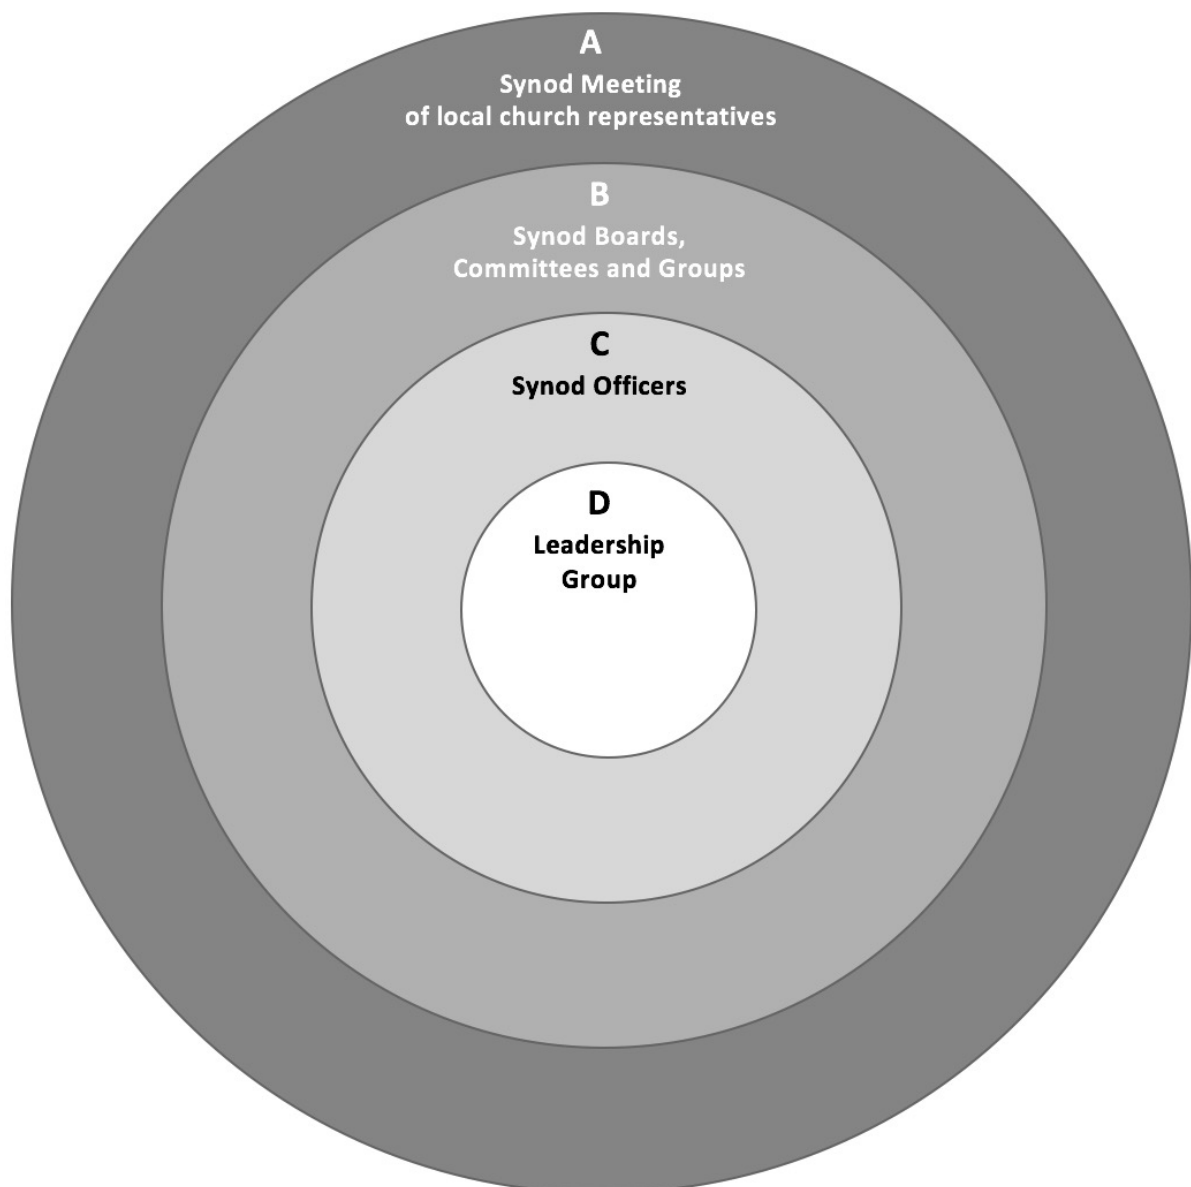 A
Synod Meeting
of local church representatives
B
Synod Boards,
Committees and Groups
C
Synod Officers
D
Leadership
Group